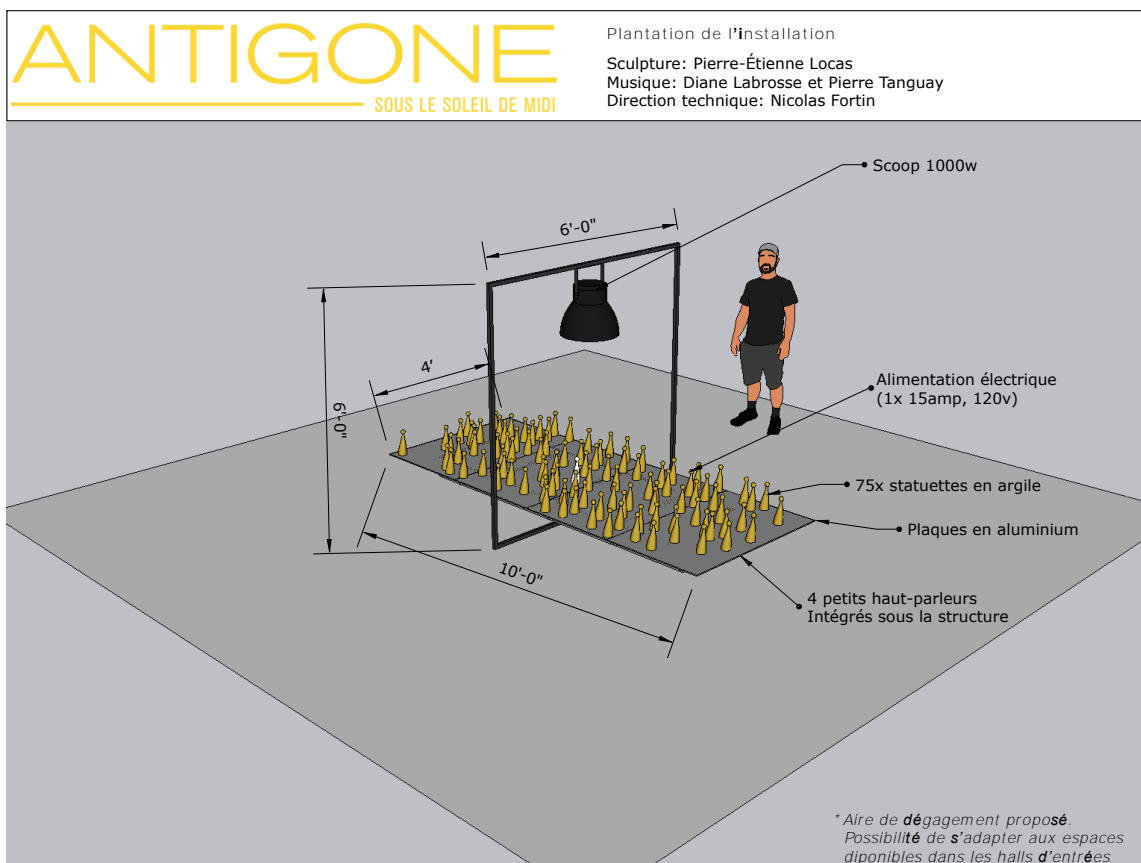 ANTIGONE
SOUS LE SOLEIL DE MIDI
Plantation de l'installation
Sculpture: Pierre-Étienne Locas
Musique: Diane Labrosse et Pierre Tanguay
Direction technique: Nicolas Fortin
Scoop 1000w
6'-0"
4'
9'-0"
Alimentation électrique
(1x 15amp, 120v)
75x statuettes en argile
Plaques en aluminium
10'-0"
4 petits haut-parleurs
Intégrés sous la structure
*Aire de dégagement proposé.
Possibilité de s'adapter aux espaces
diponibles dans les halls d'entrées